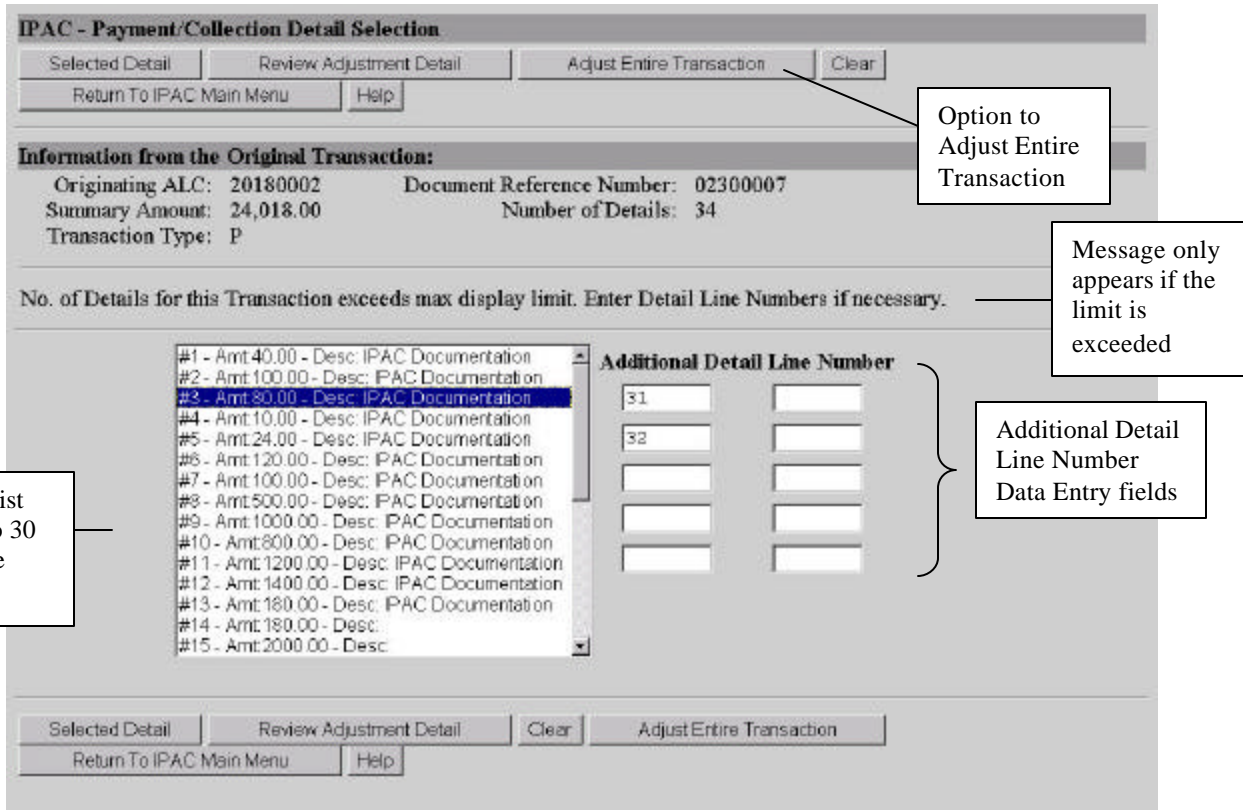 IPAC - Payment/Collection Detail Selection
Selected Detail Review Adjustment Detail Adjust Entire Transaction Clear
Return To IPAC Main Menu Help
Option to
Adjust Entire
Transaction
Information from the Original Transaction:
Originating ALC: 20180002 Document Reference Number: 02300007
Summary Amount: 24,018.00 Number of Details: 34
Transaction Type: P
Message only
appears if the
limit is
exceeded
No. of Details for this Transaction exceeds max display limit. Enter Detail Line Numbers if necessary.
#1 - Amt:40.00 - Desc: IPAC Documentation
#2 - Amt:100.00 - Desc: IPAC Documentation
#3 - Amt:80.00 - Desc: IPAC Documentation
#4 - Amt:10.00 - Desc: IPAC Documentation
#5 - Amt:24.00 - Desc: IPAC Documentation
#6 - Amt:120.00 - Desc: IPAC Documentation
#7 - Amt:100.00 - Desc: IPAC Documentation
#8 - Amt:500.00 - Desc: IPAC Documentation
#9 - Amt:1000.00 - Desc: IPAC Documentation
#10 - Amt:800.00 - Desc: IPAC Documentation
#11 - Amt:1200.00 - Desc: IPAC Documentation
#12 - Amt:1400.00 - Desc: IPAC Documentation
#13 - Amt:180.00 - Desc: IPAC Documentation
#14 - Amt:180.00 - Desc:
#15 - Amt:2000.00 - Desc:
Additional Detail Line Number
31
32
Additional Detail
Line Number
Data Entry fields
30
Selected Detail Review Adjustment Detail Clear Adjust Entire Transaction
Return To IPAC Main Menu Help